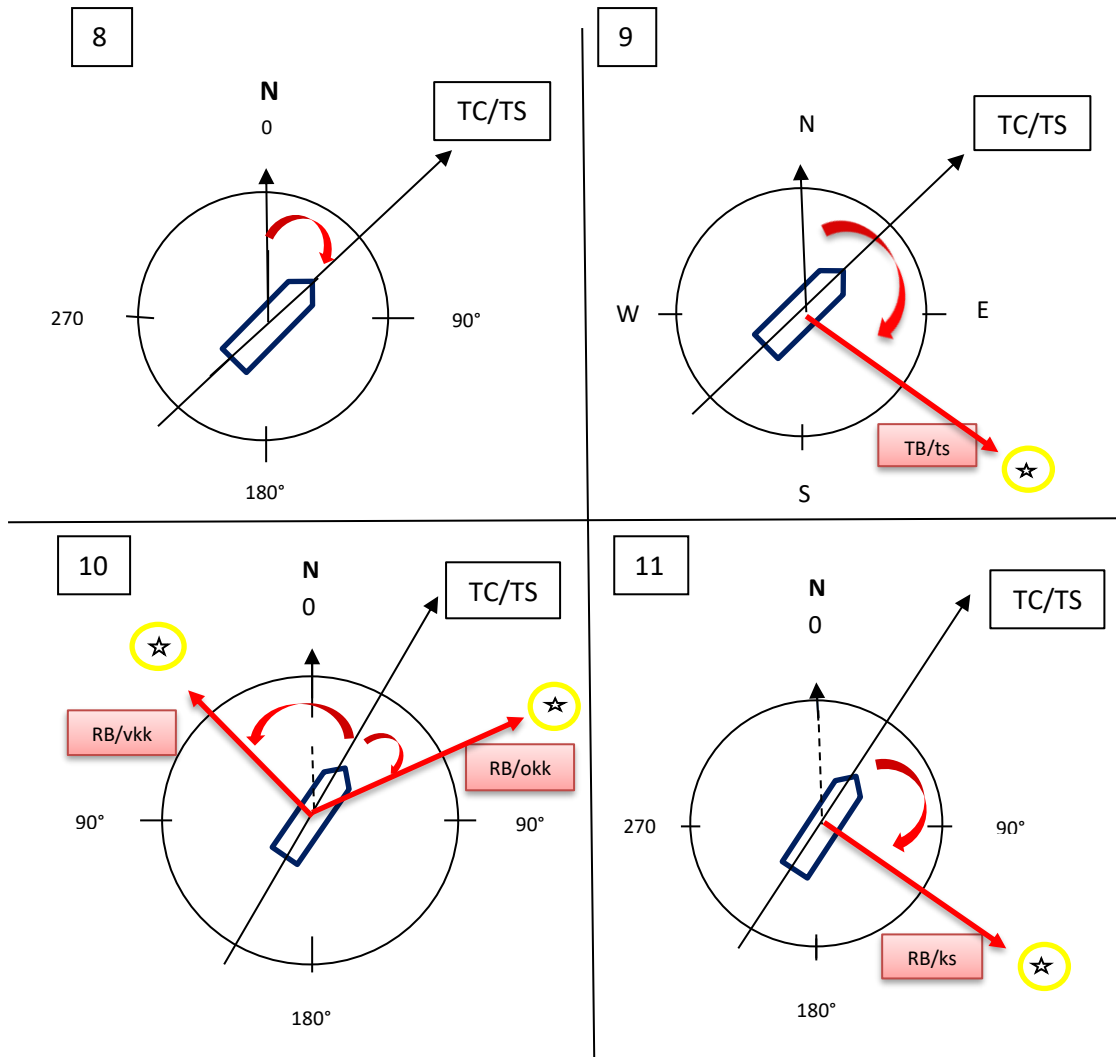 8
N
0
TC/TS
270
90°
180°
9
N
TC/TS
W
E
TB/ts
S
10
N
0
TC/TS
RB/vkk
RB/okk
90°
90°
180°
11
N
0
TC/TS
270
90°
RB/ks
180°